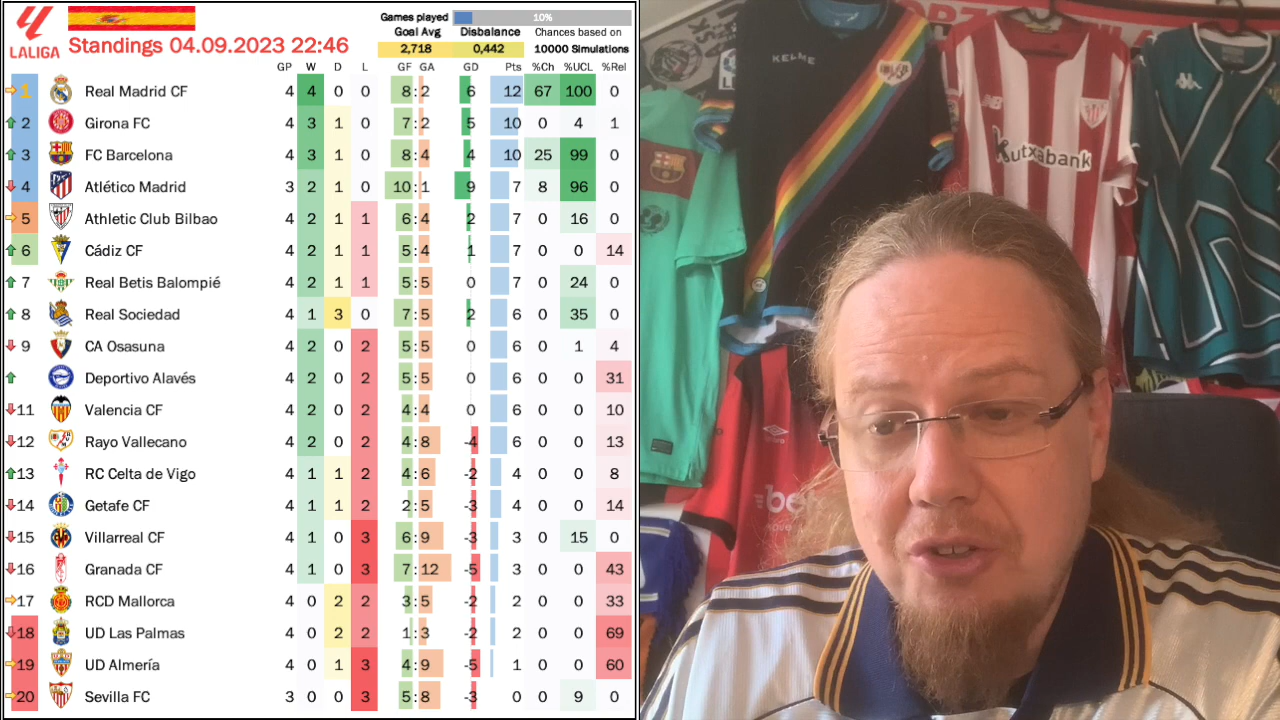 LALIGA
Standings 04.09.2023 22:46
Games played 10%
Goal Avg Disbalance Chances based on
2,718 0,442 10000 Simulations
GP W D L GF GA GD Pts %Ch %UCL %Rel
1 Real Madrid CF 4 4 0 0 8:2 6 12 67 100 0
2 Girona FC 4 3 1 0 7:2 5 10 0 4 1
3 FC Barcelona 4 3 1 0 8:4 4 10 25 99 0
4 Atlético Madrid 3 2 1 0 10:1 9 7 8 96 0
5 Athletic Club Bilbao 4 2 1 1 6:4 2 7 0 16 0
6 Cádiz CF 4 2 1 1 5:4 1 7 0 0 14
7 Real Betis Balompié 4 2 1 1 5:5 0 7 0 24 0
8 Real Sociedad 4 1 3 0 7:5 2 6 0 35 0
9 CA Osasuna 4 2 0 2 5:5 0 6 0 1 4
Deportivo Alavés 4 2 0 2 5:5 0 6 0 0 31
11 Valencia CF 4 2 0 2 4:4 0 6 0 0 10
12 Rayo Vallecano 4 2 0 2 4:8 -4 6 0 0 13
13 RC Celta de Vigo 4 1 1 2 4:6 -2 4 0 0 8
14 Getafe CF 4 1 1 2 2:5 -3 4 0 0 14
15 Villarreal CF 4 1 0 3 6:9 -3 3 0 15 0
16 Granada CF 4 1 0 3 7:12 -5 3 0 0 43
17 RCD Mallorca 4 0 2 2 3:5 -2 2 0 0 33
18 UD Las Palmas 4 0 2 2 1:3 -2 2 0 0 69
19 UD Almería 4 0 1 3 4:9 -5 1 0 0 60
20 Sevilla FC 3 0 0 3 5:8 -3 0 0 9 0
KELME
NB
kutxabank
bet